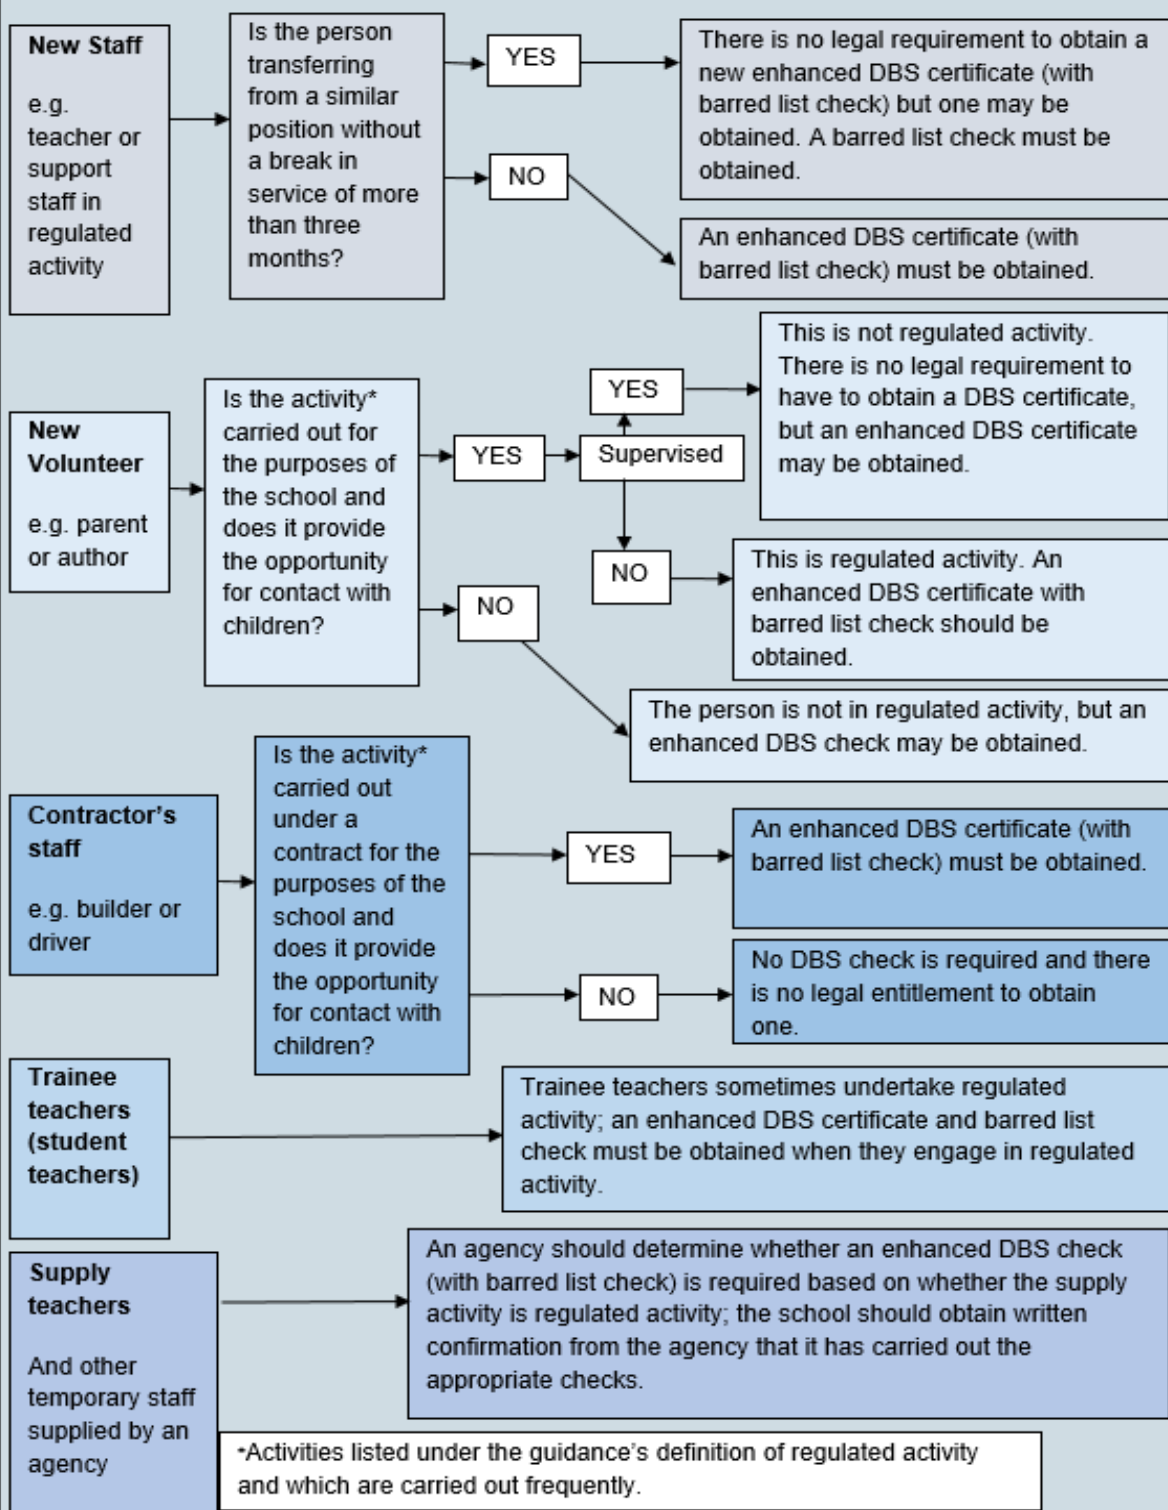 New Staff
e.g.
teacher or
support
staff in
regulated
activity
Is the person
transferring
from a similar
position without
a break in
service of more
than three
months?
YES
There is no legal requirement to obtain a
new enhanced DBS certificate (with
barred list check) but one may be
obtained. A barred list check must be
obtained.
NO
An enhanced DBS certificate (with
barred list check) must be obtained.
New
Volunteer
e.g. parent
or author
Is the activity*
carried out for
the purposes of
the school and
does it provide
the opportunity
for contact with
children?
YES
Supervised
YES
This is not regulated activity.
There is no legal requirement to
have to obtain a DBS certificate,
but an enhanced DBS certificate
may be obtained.
NO
This is regulated activity. An
enhanced DBS certificate with
barred list check should be
obtained.
NO
The person is not in regulated activity, but an
enhanced DBS check may be obtained.
Contractor's
staff
e.g. builder or
driver
Is the activity*
carried out
under a
contract for the
purposes of the
school and
does it provide
the opportunity
for contact with
children?
YES
An enhanced DBS certificate (with
barred list check) must be obtained.
NO
No DBS check is required and there
is no legal entitlement to obtain
one.
Trainee
teachers
(student
teachers)
Trainee teachers sometimes undertake regulated
activity; an enhanced DBS certificate and barred list
check must be obtained when they engage in regulated
activity.
Supply
teachers
And other
temporary staff
supplied by an
agency
An agency should determine whether an enhanced DBS check
(with barred list check) is required based on whether the supply
activity is regulated activity; the school should obtain written
confirmation from the agency that it has carried out the
appropriate checks.
*Activities listed under the guidance's definition of regulated activity
and which are carried out frequently.